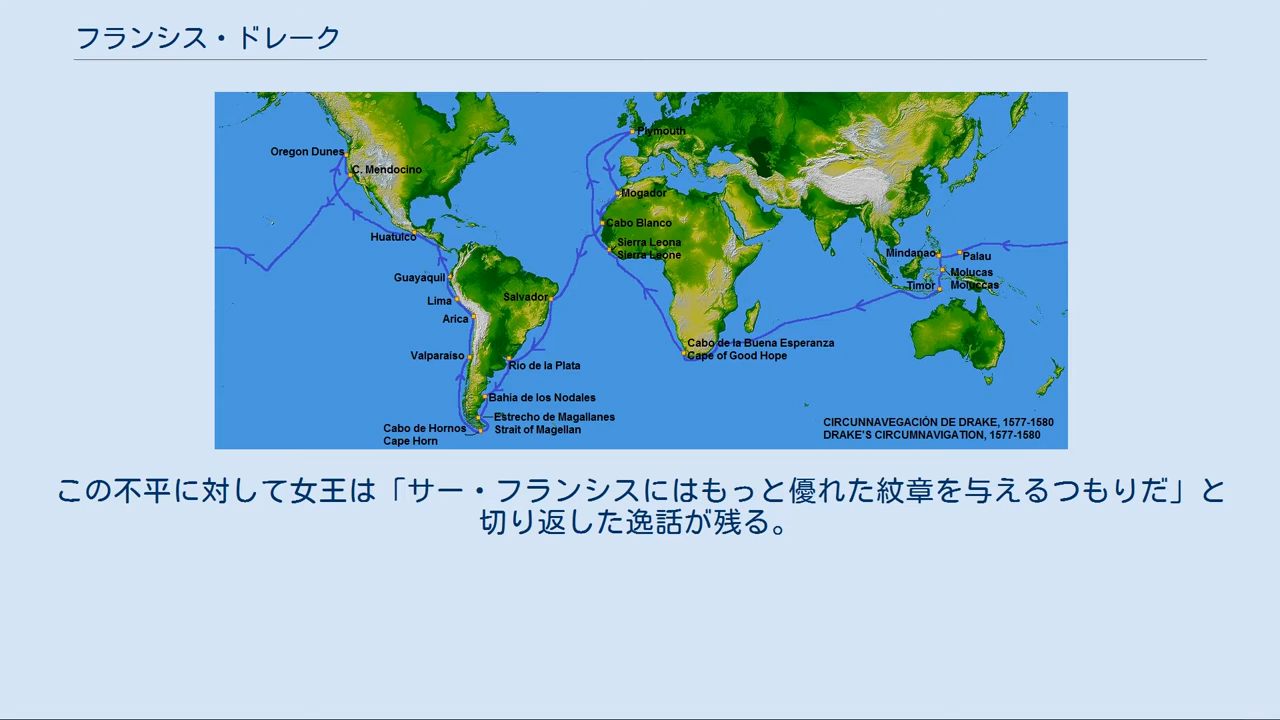 フランシス・ドレーク
Plymouth
Oregon Dunes
C. Mendocino
Mogador
Cabo Blanco
Huatulco
Sierra Leona
Sierra Leone
Mindanao
Palau
Guayaquil
Molucas
Moluccas
Timor
Lima
Salvador
Arica
Cabo de la Buena Esperanza
Cape of Good Hope
Valparaíso
Río de la Plata
Bahía de los Nodales
Estrecho de Magallanes
Strait of Magellan
Cabo de Hornos
Cape Horn
CIRCUNNAVEGACIÓN DE DRAKE, 1577-1580
DRAKE'S CIRCUMNAVIGATION, 1577-1580
この不平に対して女王は「サー・フランシスにはもっと優れた紋章を与えるつもりだ」と
切り返した逸話が残る。